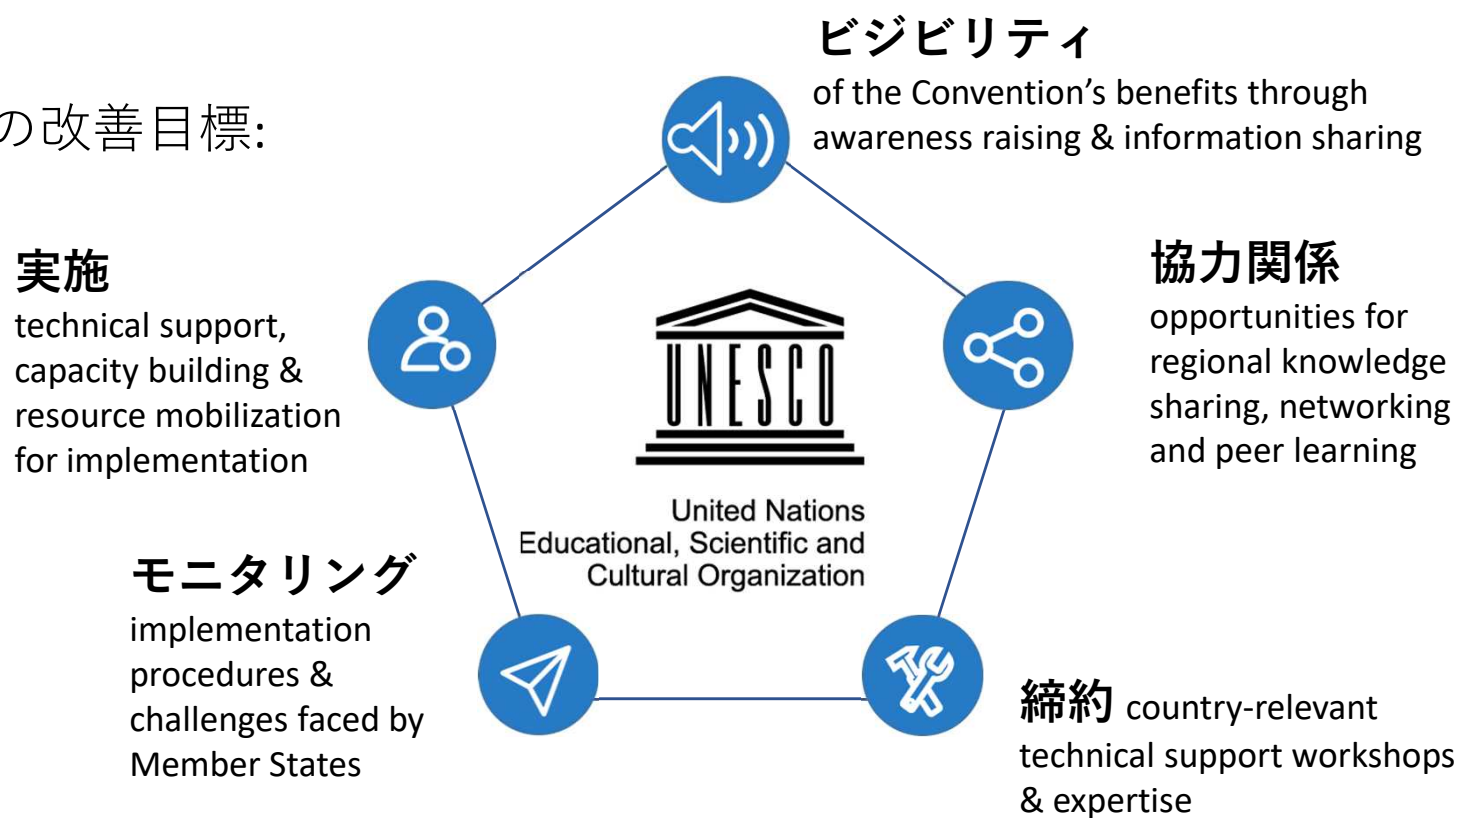 の改善目標:
ビジビリティ
of the Convention's benefits through
awareness raising & information sharing
実施
technical support,
capacity building &
resource mobilization
for implementation
協力関係
opportunities for
regional knowledge
sharing, networking
and peer learning
UNESCO
United Nations
Educational, Scientific and
Cultural Organization
モニタリング
implementation
procedures &
challenges faced by
Member States
締約 country-relevant
technical support workshops
& expertise